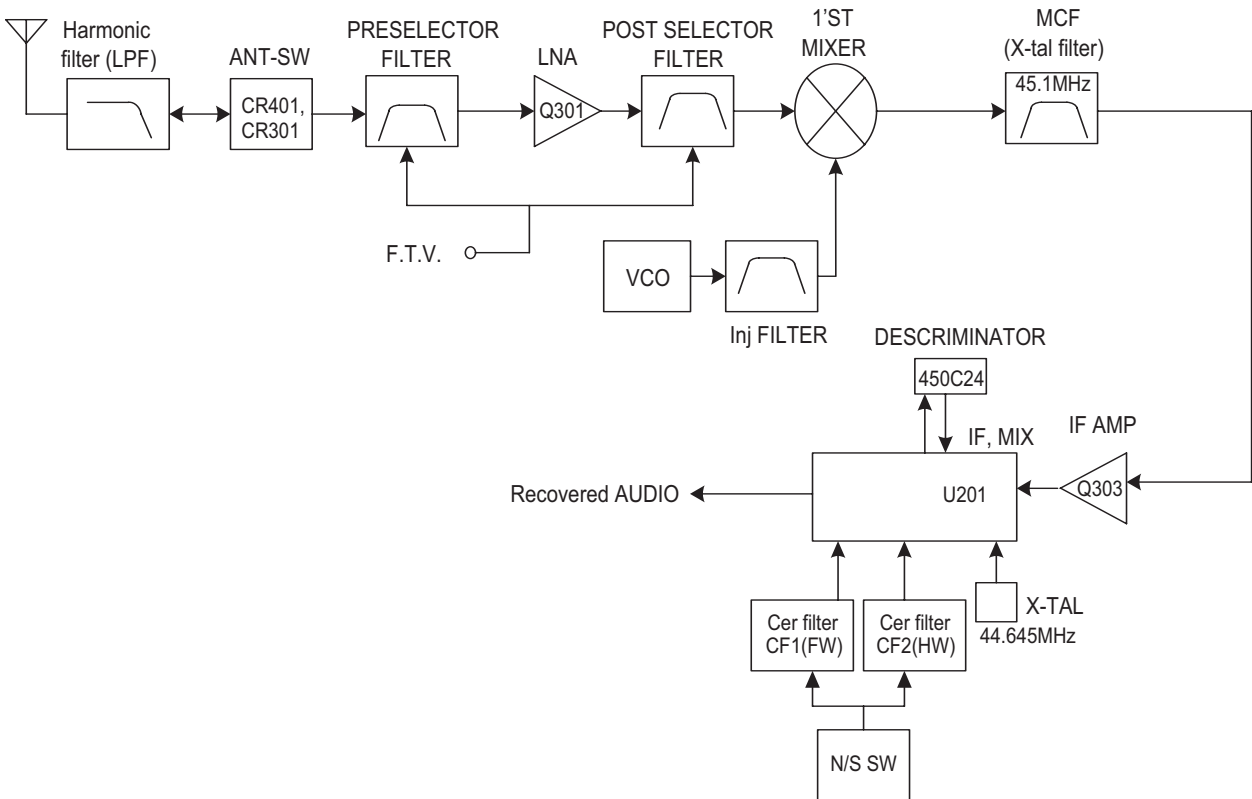 Harmonic
filter (LPF)
ANT-SW
CR401,
CR301
PRESELECTOR
FILTER
LNA
Q301
POST SELECTOR
FILTER
1'ST
MIXER
MCF
(X-tal filter)
45.1MHz
F.T.V.
VCO
Inj FILTER
DESCRIMINATOR
450C24
IF, MIX
IF AMP
Q303
U201
Recovered AUDIO
Cer filter
CF1(FW)
Cer filter
CF2(HW)
X-TAL
44.645MHz
N/S SW